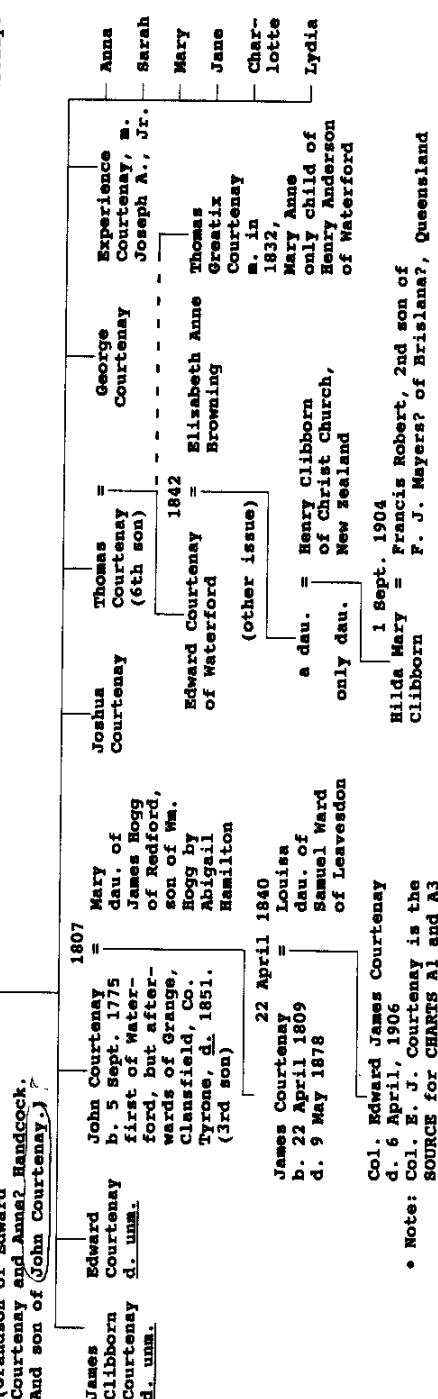 (Grandson of Edward
Courtenay and Anna? Handcock.
And son of John Courtenay.)
James
Clibborn
Courtenay
d. unm.
Edward
Courtenay
d. unm.
1807
John Courtenay =
b. 5 Sept. 1775
first of Water-
ford, but after-
wards of Grange,
Clansfield, Co.
Tyrone, d. 1851.
(3rd son)
Mary
dau. of
James Hogg
of Redford,
son of Wm.
Hogg by
Abigail
Hamilton
Joshua
Courtenay
Thomas =
Courtenay
(6th son)
George
Courtenay
Experience
Courtenay, m.
Joseph A., Jr.
Anna
Sarah
Mary
Jane
Char-
lotte
Lydia
1842
Edward Courtenay =
of Waterford
Elizabeth Anne
Browning
Thomas
Greatix
Courtenay
m. in
1832,
Mary Anne
only child of
Henry Anderson
of Waterford
(other issue)
22 April 1840
James Courtenay =
b. 22 April 1809
d. 9 May 1878
Louisa
dau. of
Samuel Ward
of Leavesdon
a dau. =
only dau.
Henry Clibborn
of Christ Church,
New Zealand
Col. Edward James Courtenay
d. 6 April, 1906
1 Sept. 1904
Hilda Mary =
Clibborn
Francis Robert, 2nd son of
F. J. Mayers? of Brislana?, Queensland
• Note: Col. E. J. Courtenay is the
SOURCE for CHARTS A1 and A3